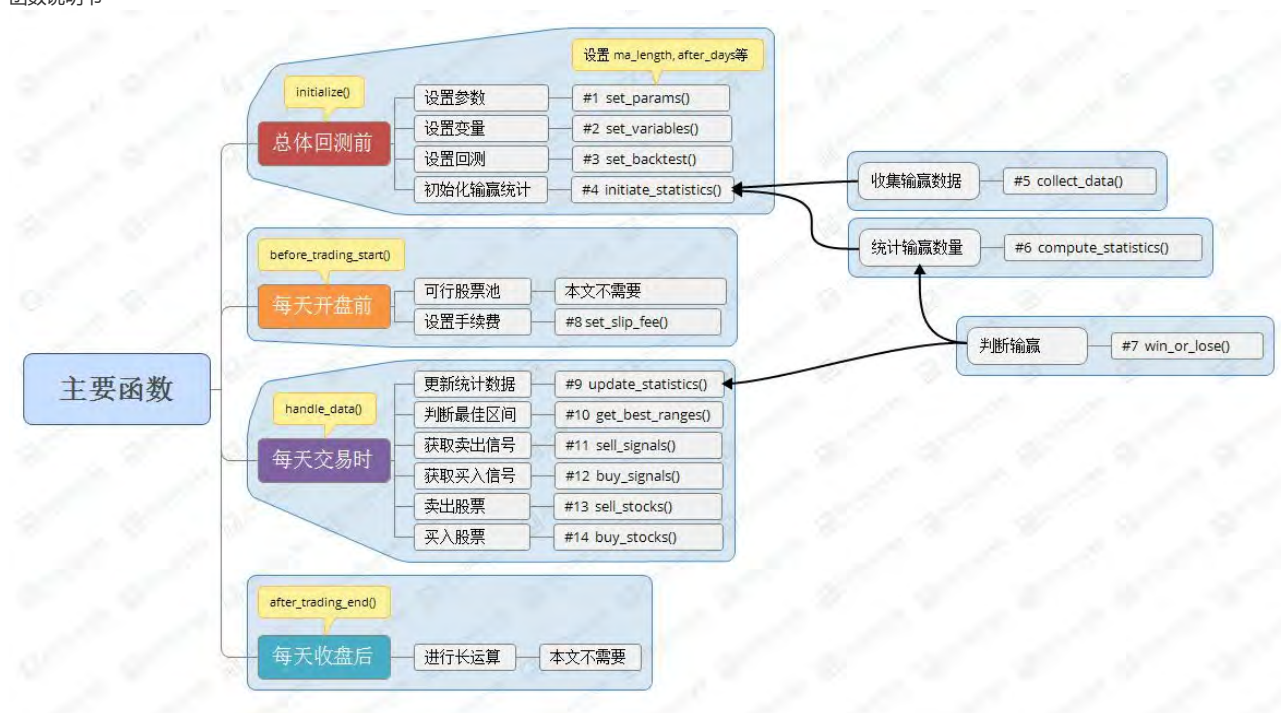 函数说明书
设置 ma_length, after_days等
initialize()
总体回测前
设置参数
#1 set_params()
设置变量
#2 set_variables()
设置回测
#3 set_backtest()
初始化输赢统计
#4 initiate_statistics()
收集输赢数据
#5 collect_data()
统计输赢数量
#6 compute_statistics()
判断输赢
#7 win_or_lose()
before_trading_start()
每天开盘前
可行股票池
本文不需要
设置手续费
#8 set_slip_fee()
主要函数
handle_data()
每天交易时
更新统计数据
#9 update_statistics()
判断最佳区间
#10 get_best_ranges()
获取卖出信号
#11 sell_signals()
获取买入信号
#12 buy_signals()
卖出股票
#13 sell_stocks()
买入股票
#14 buy_stocks()
after_trading_end()
每天收盘后
进行长运算
本文不需要